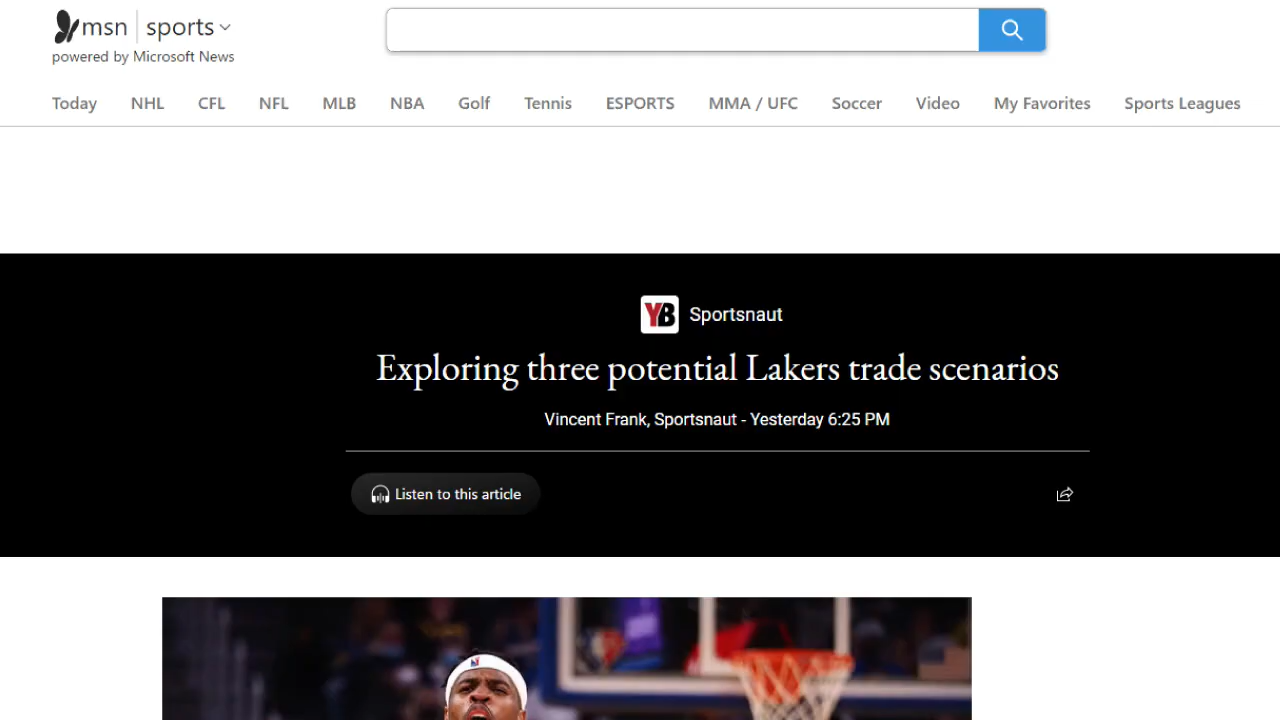 msn sports
powered by Microsoft News
Today NHL CFL NFL MLB NBA Golf Tennis ESPORTS MMA / UFC Soccer Video My Favorites Sports Leagues
YB Sportsnaut
Exploring three potential Lakers trade scenarios
Vincent Frank, Sportsnaut - Yesterday 6:25 PM
Listen to this article